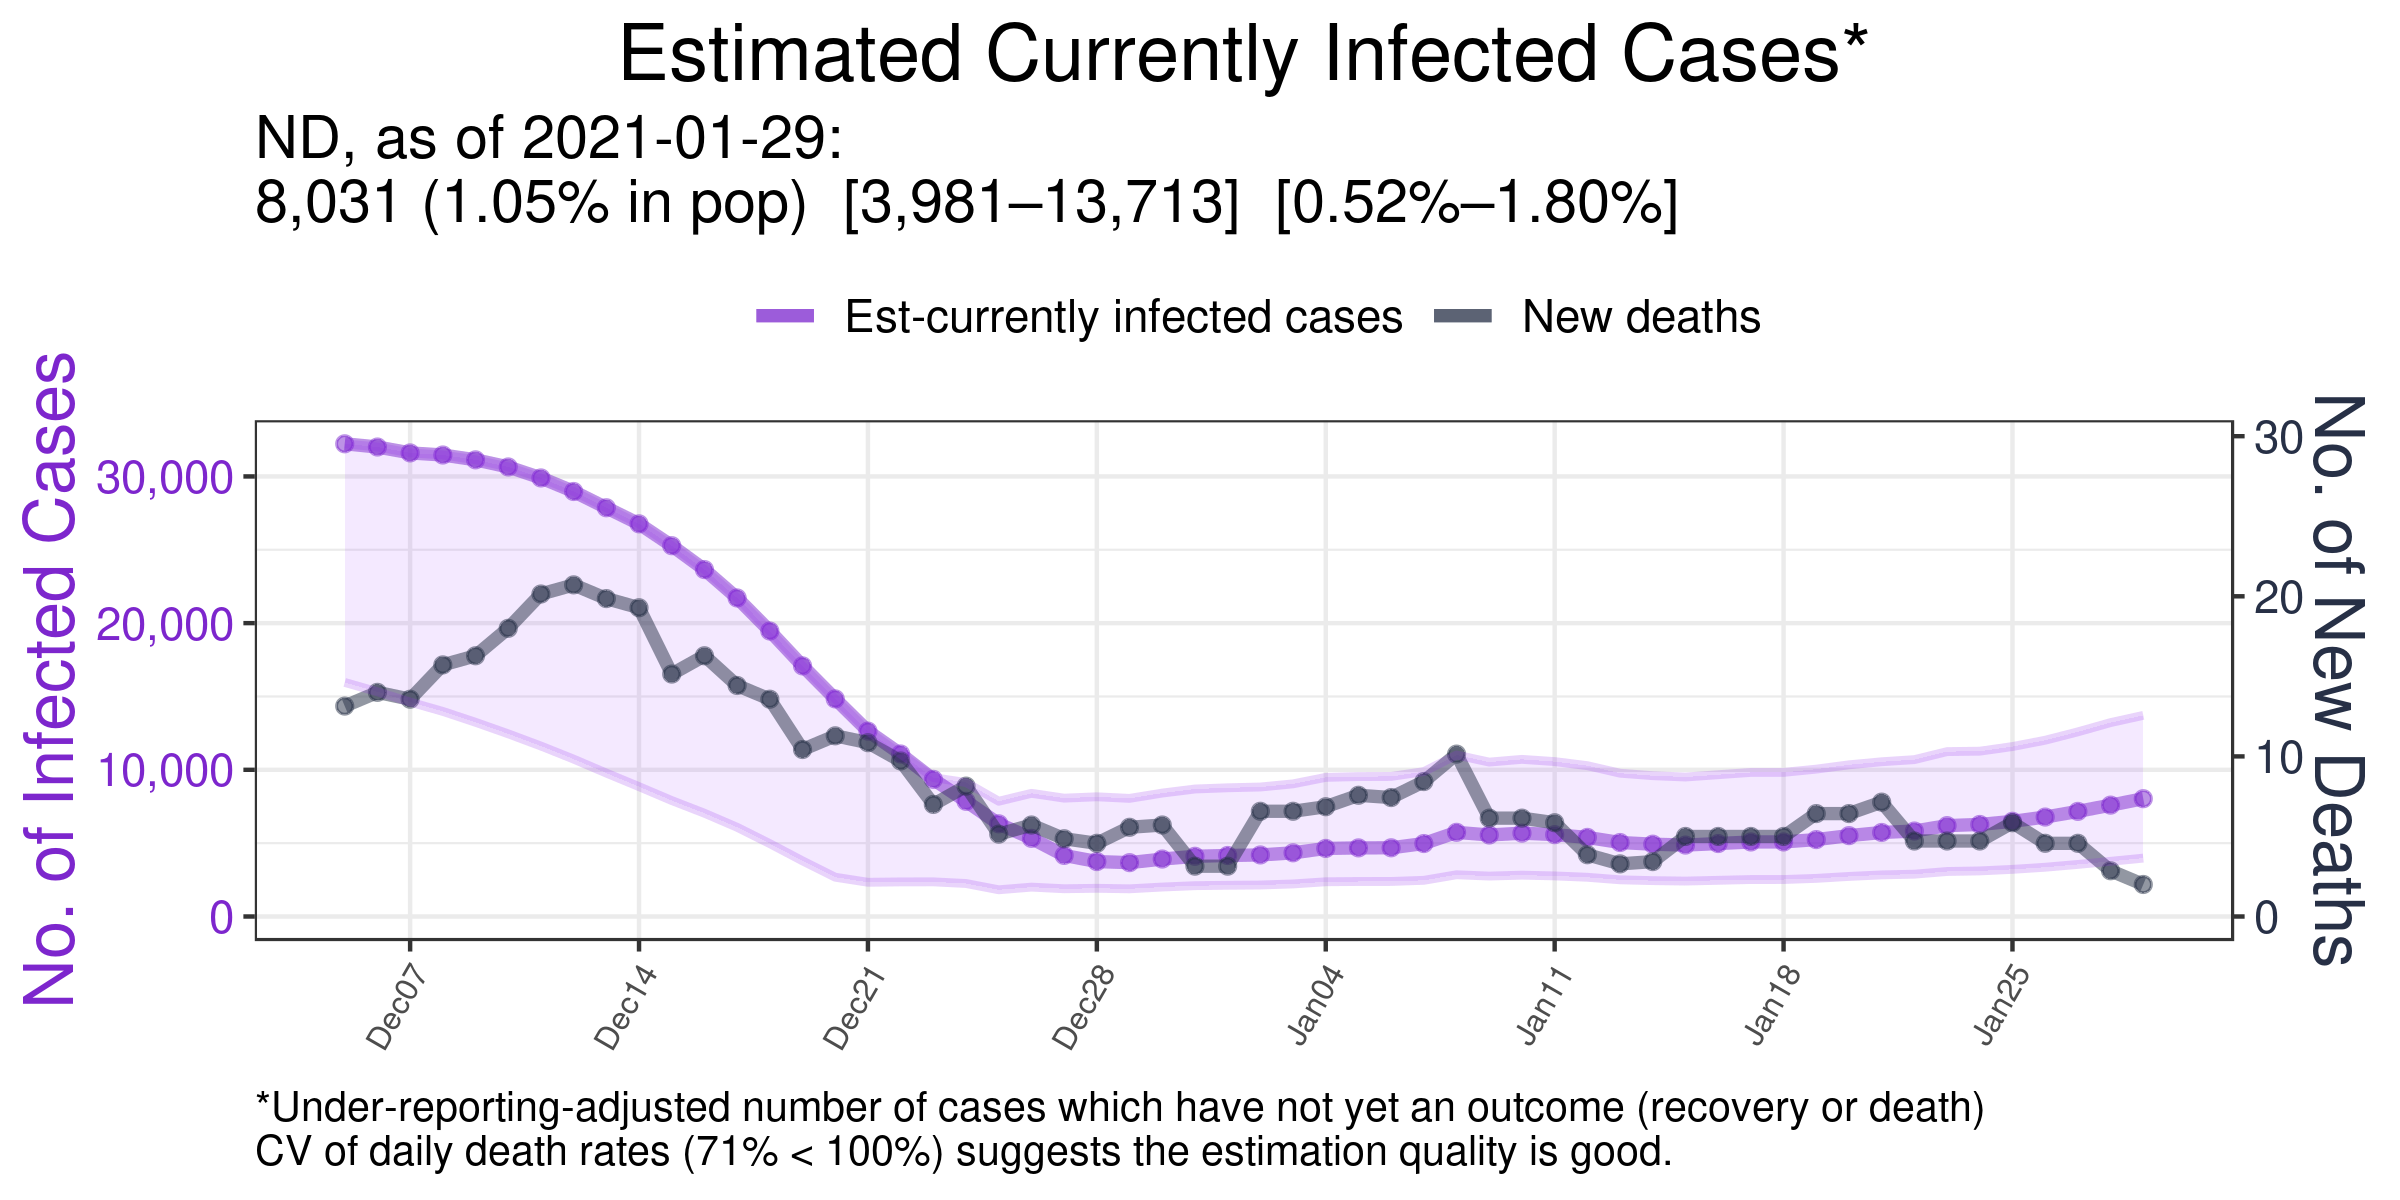 Estimated Currently Infected Cases*
ND, as of 2021-01-29:
8,031 (1.05% in pop)  [3,981–13,713]  [0.52%–1.80%]
Est-currently infected cases
New deaths
No. of Infected Cases
30,000
20,000
10,000
0
30
20
10
0
No. of New Deaths
Dec07
Dec14
Dec21
Dec28
Jan04
Jan11
Jan18
Jan25
*Under-reporting-adjusted number of cases which have not yet an outcome (recovery or death)
CV of daily death rates (71% < 100%) suggests the estimation quality is good.